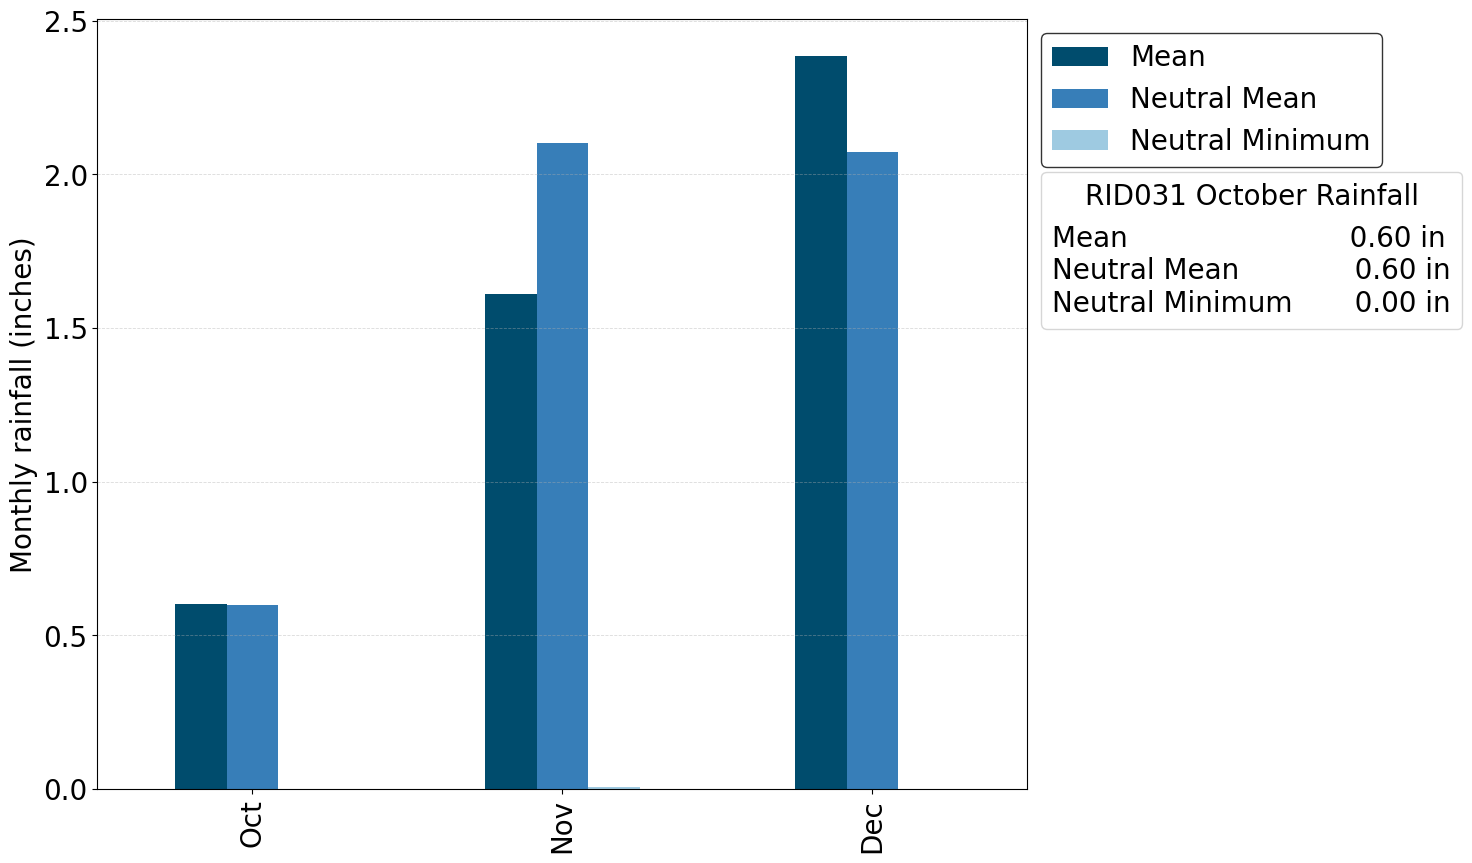 Monthly rainfall (inches)
2.5
2.0
1.5
1.0
0.5
0.0
Oct
Nov
Dec
Mean
Neutral Mean
Neutral Minimum
RID031 October Rainfall
Mean 0.60 in
Neutral Mean 0.60 in
Neutral Minimum 0.00 in